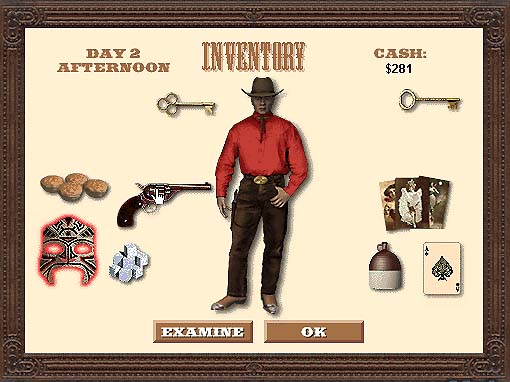 DAY 2
AFTERNOON
INVENTORY
CASH:
$281
A
A
EXAMINE
OK